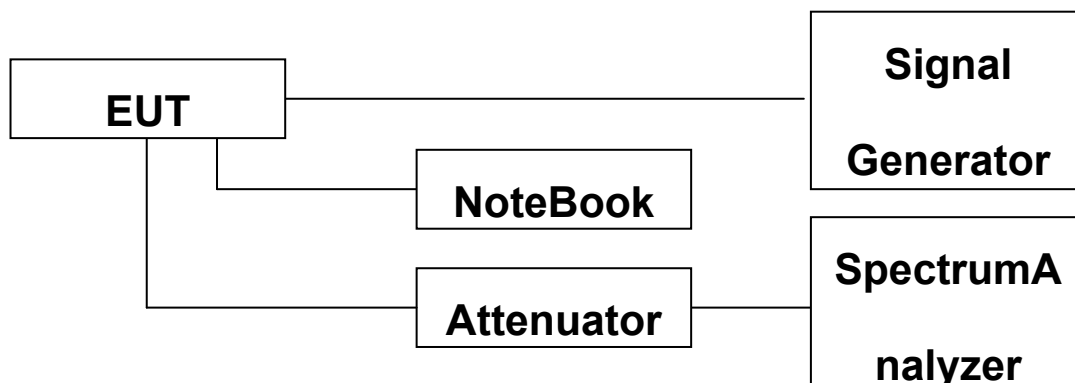 Signal
EUT
Generator
NoteBook
SpectrumA
Attenuator
nalyzer